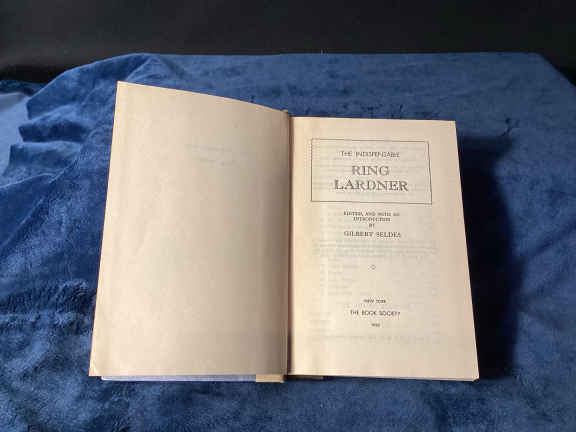 THE INDISPENSABLE
RING
LARDNER
EDITED, AND WITH AN
INTRODUCTION
BY
GILBERT SELDES
NEW YORK
THE BOOK SOCIETY